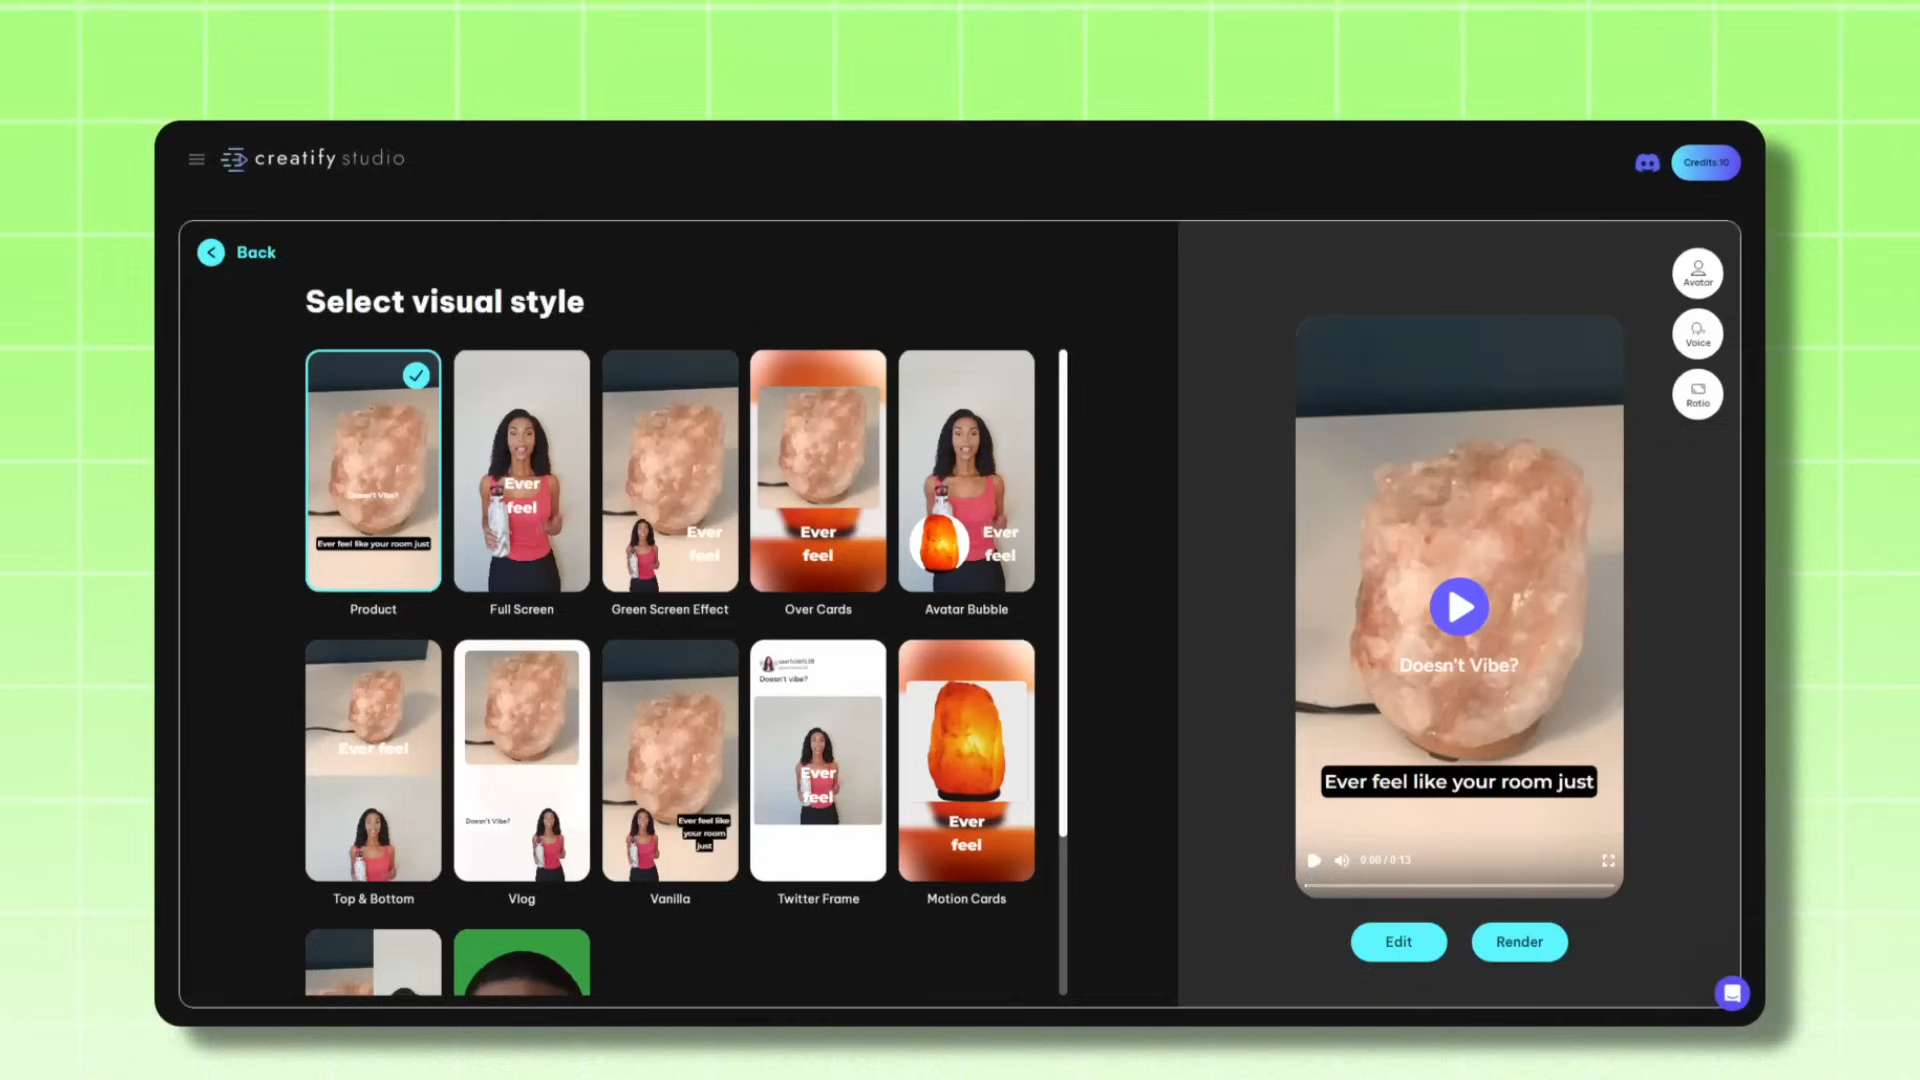 creatify studio
Credits:10
Back
Select visual style
Avatar
Voice
Ratio
Doesn't Vibe?
Ever feel like your room just
Product
Ever
feel
Full Screen
Ever
feel
Green Screen Effect
Ever
feel
Over Cards
Ever
feel
Avatar Bubble
Ever feel
Top & Bottom
Doesn't Vibe?
Vlog
Ever feel like
your room
just
Vanilla
Doesn't vibe?
Ever
feel
Twitter Frame
Ever
feel
Motion Cards
Doesn't Vibe?
Ever feel like your room just
0:00 / 0:13
Edit
Render